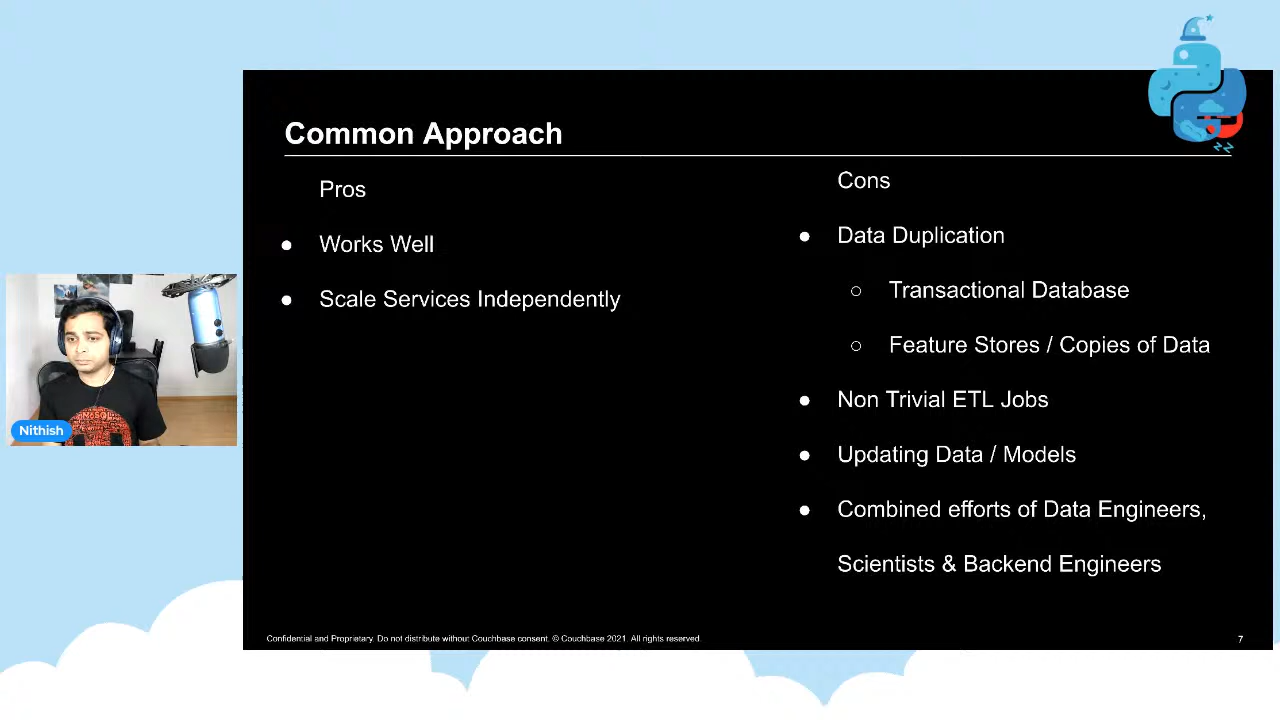 Common Approach
Pros
● Works Well
● Scale Services Independently
Cons
● Data Duplication
○ Transactional Database
○ Feature Stores / Copies of Data
● Non Trivial ETL Jobs
● Updating Data / Models
● Combined efforts of Data Engineers,
Scientists & Backend Engineers
Nithish
Confidential and Proprietary. Do not distribute without Couchbase consent. © Couchbase 2021. All rights reserved.
7